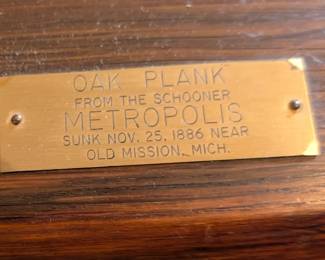 OAK PLANK
FROM THE SCHOONER
METROPOLIS
SUNK NOV. 25, 1886 NEAR
OLD MISSION, MICH.